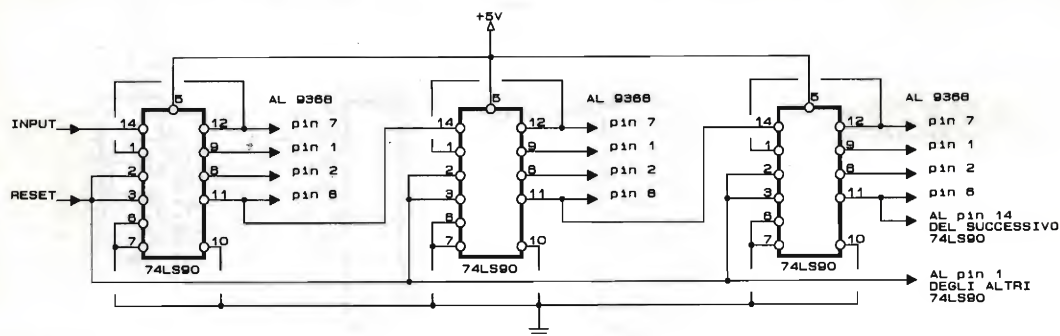 +5V
5 AL 9368 5 AL 9368 5 AL 9368
INPUT 14 12 pin 7 14 12 pin 7 14 12 pin 7
1 9 pin 1 1 9 pin 1 1 9 pin 1
2 8 pin 2 2 8 pin 2 2 8 pin 2
RESET 3 11 pin 6 3 11 pin 6 3 11 pin 6
6 6 6
AL pin 14
DEL SUCCESSIVO
74LS90
7 10 7 10 7 10
74LS90 74LS90 74LS90
AL pin 1
DEGLI ALTRI
74LS90